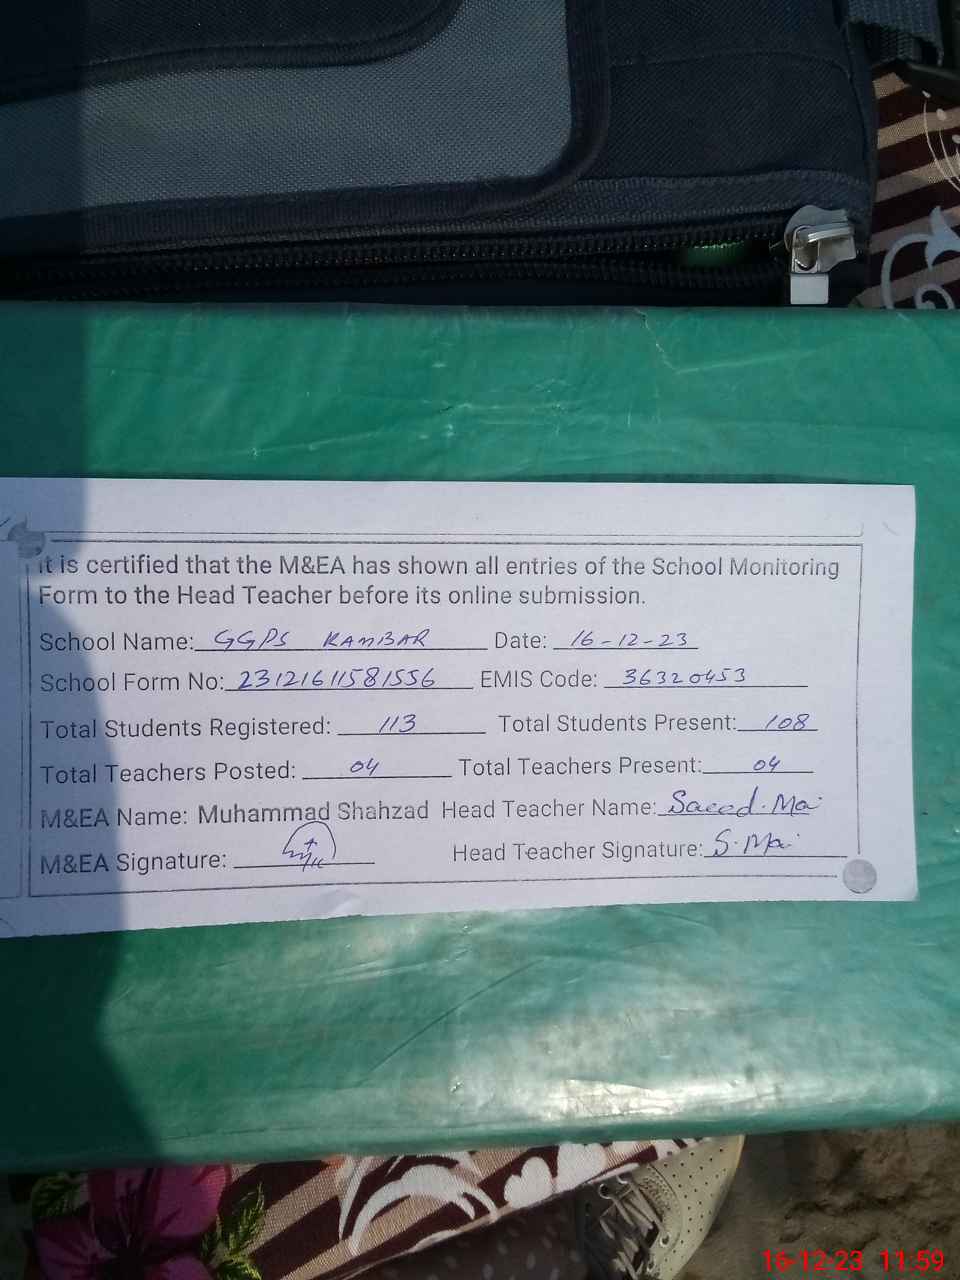 it is certified that the M&EA has shown all entries of the School Monitoring
Form to the Head Teacher before its online submission.
School Name: GGPS KAMBAR Date: 16-12-23
School Form No: 23121611581556 EMIS Code: 36320453
Total Students Registered: 113 Total Students Present: 108
Total Teachers Posted: 04 Total Teachers Present: 04
M&EA Name: Muhammad Shahzad Head Teacher Name: Saeed. Mai
M&EA Signature: Head Teacher Signature: S. Mai
16-12-23 11:59